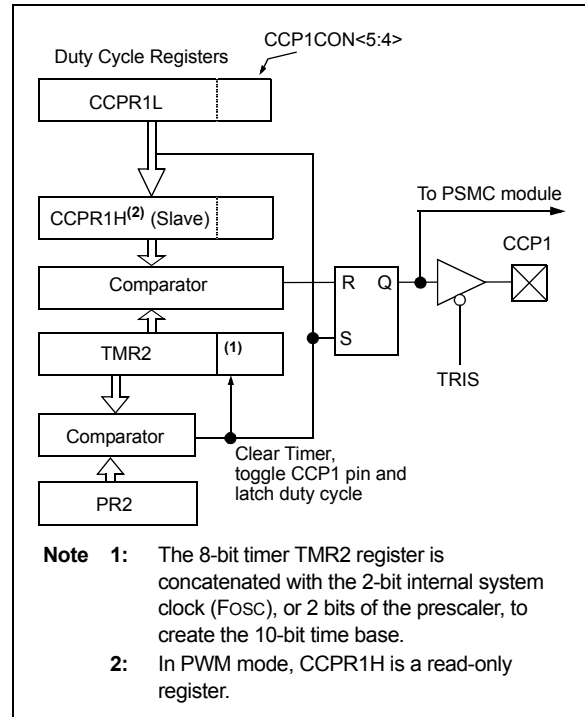 CCP1CON<5:4>
Duty Cycle Registers
CCPR1L
To PSMC module
CCPR1H(2) (Slave)
CCP1
Comparator
R Q
S
TMR2 (1)
TRIS
Comparator
Clear Timer,
toggle CCP1 pin and
latch duty cycle
PR2
Note 1: The 8-bit timer TMR2 register is
concatenated with the 2-bit internal system
clock (FOSC), or 2 bits of the prescaler, to
create the 10-bit time base.
2: In PWM mode, CCPR1H is a read-only
register.